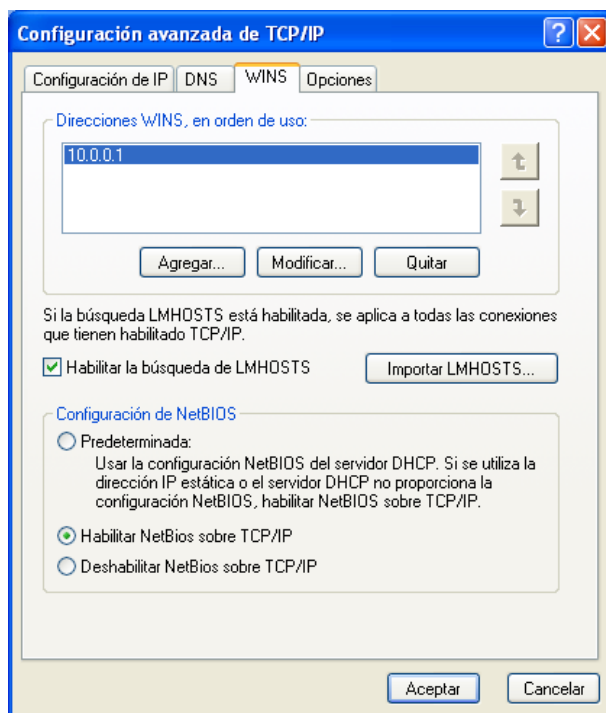 Configuración avanzada de TCP/IP
Configuración de IP
DNS
WINS
Opciones
Direcciones WINS, en orden de uso:
10.0.0.1
Agregar...
Modificar...
Quitar
Si la búsqueda LMHOSTS está habilitada, se aplica a todas las conexiones
que tienen habilitado TCP/IP.
Habilitar la búsqueda de LMHOSTS
Importar LMHOSTS...
Configuración de NetBIOS
Predeterminada:
Usar la configuración NetBIOS del servidor DHCP. Si se utiliza la
dirección IP estática o el servidor DHCP no proporciona la
configuración NetBIOS, habilitar NetBIOS sobre TCP/IP.
Habilitar NetBios sobre TCP/IP
Deshabilitar NetBios sobre TCP/IP
Aceptar
Cancelar